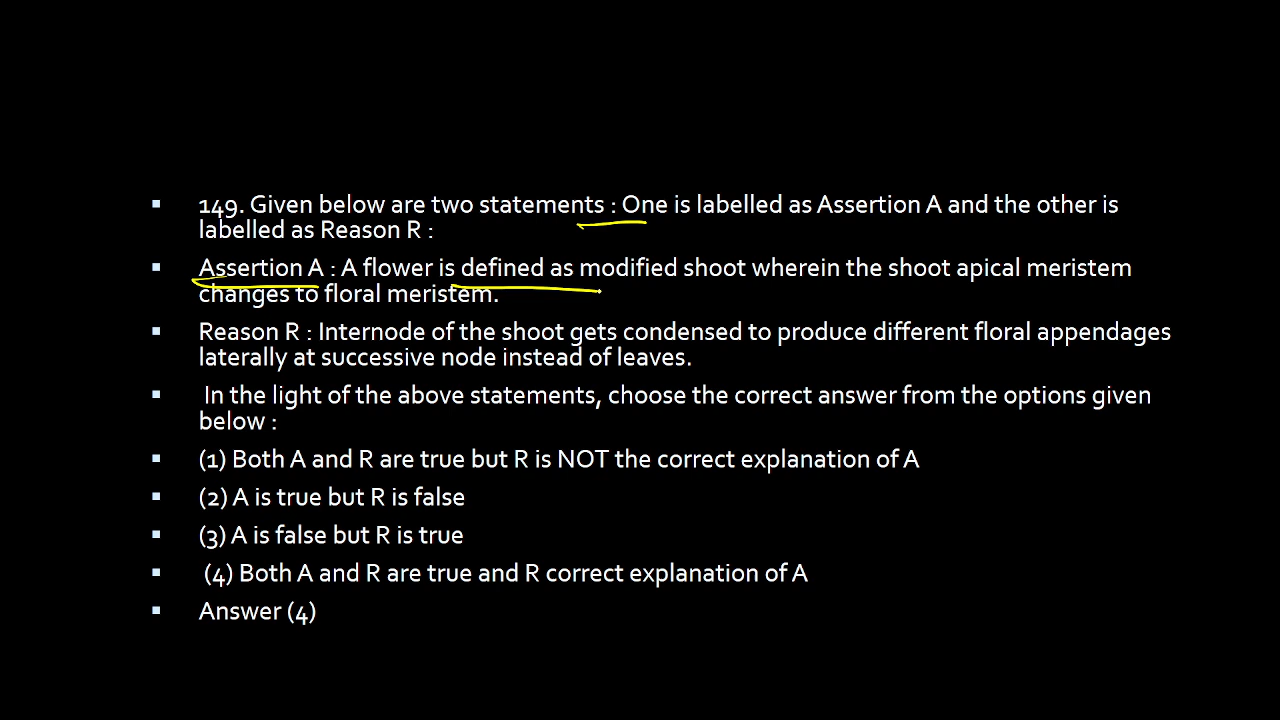 149. Given below are two statements : One is labelled as Assertion A and the other is
labelled as Reason R :
Assertion A : A flower is defined as modified shoot wherein the shoot apical meristem
changes to floral meristem.
Reason R : Internode of the shoot gets condensed to produce different floral appendages
laterally at successive node instead of leaves.
In the light of the above statements, choose the correct answer from the options given
below :
(1) Both A and R are true but R is NOT the correct explanation of A
(2) A is true but R is false
(3) A is false but R is true
(4) Both A and R are true and R correct explanation of A
Answer (4)